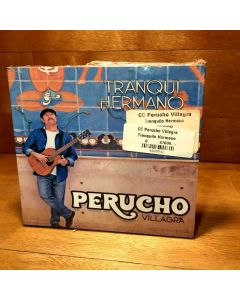 TRANQUI
HERMANO
CC Perucho Villagra
Tranquilo Hermano
CC Perucho Villagra
Tranquilo Hermano
PERUCHO
VILLAGRA